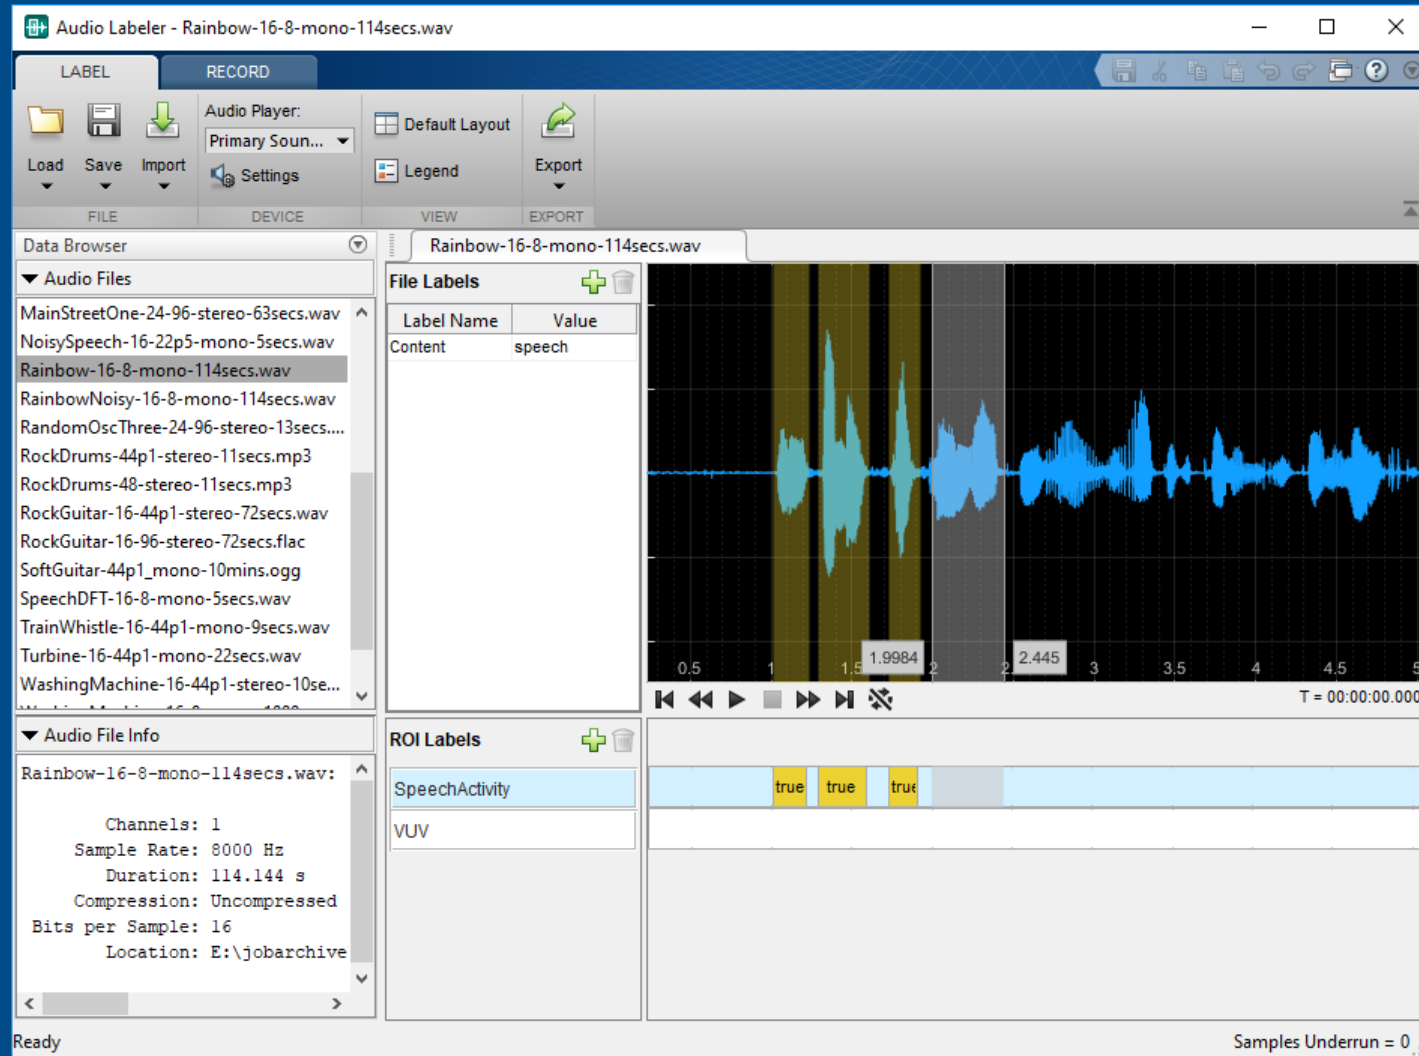 Audio Labeler - Rainbow-16-8-mono-114secs.wav
LABEL
RECORD
Load
Save
Import
FILE
Audio Player:
Primary Soun...
Settings
DEVICE
Default Layout
Legend
VIEW
Export
EXPORT
Data Browser
Audio Files
MainStreetOne-24-96-stereo-63secs.wav
NoisySpeech-16-22p5-mono-5secs.wav
Rainbow-16-8-mono-114secs.wav
RainbowNoisy-16-8-mono-114secs.wav
RandomOscThree-24-96-stereo-13secs....
RockDrums-44p1-stereo-11secs.mp3
RockDrums-48-stereo-11secs.mp3
RockGuitar-16-44p1-stereo-72secs.wav
RockGuitar-16-96-stereo-72secs.flac
SoftGuitar-44p1_mono-10mins.ogg
SpeechDFT-16-8-mono-5secs.wav
TrainWhistle-16-44p1-mono-9secs.wav
Turbine-16-44p1-mono-22secs.wav
WashingMachine-16-44p1-stereo-10se...
Audio File Info
Rainbow-16-8-mono-114secs.wav:
Channels: 1
Sample Rate: 8000 Hz
Duration: 114.144 s
Compression: Uncompressed
Bits per Sample: 16
Location: E:\jobarchive
Rainbow-16-8-mono-114secs.wav
File Labels
Label Name Value
Content speech
0.5 1 1.5 1.9984 2 2. 2.445 3 3.5 4 4.5 5
T = 00:00:00.000
ROI Labels
SpeechActivity
true true true
VUV
Ready
Samples Underrun = 0